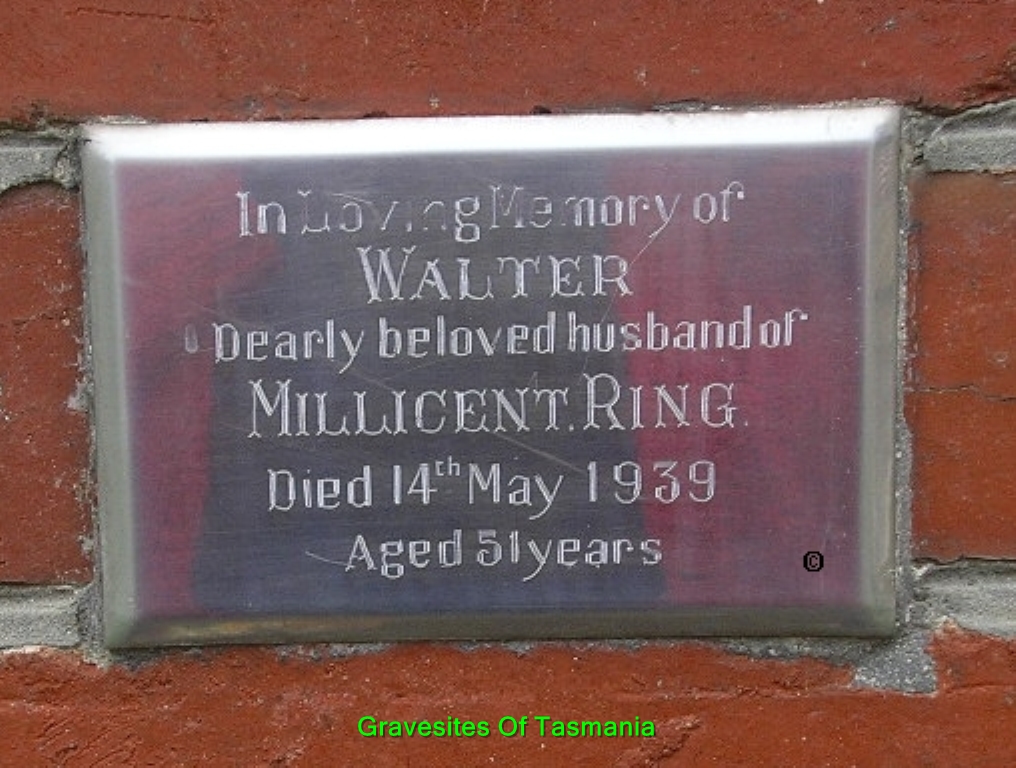 In Loving Memory of
WALTER
Dearly beloved husband of
MILLICENT. RING.
Died 14th May 1939
Aged 51 years
©
Gravesites Of Tasmania